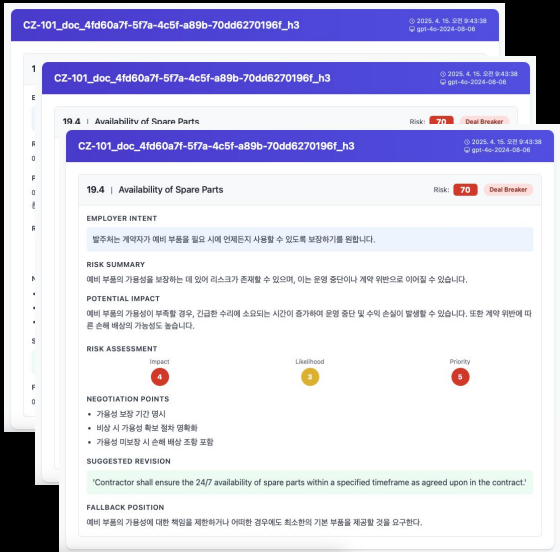 CZ-101_doc_4fd60a7f-5f7a-4c5f-a89b-70dd6270196f_h3
2025. 4. 15. 오전 9:43:38
gpt-4o-2024-08-06
CZ-101_doc_4fd60a7f-5f7a-4c5f-a89b-70dd6270196f_h3
2025. 4. 15. 오전 9:43:38
gpt-4o-2024-08-06
19.4 | Availability of Spare Parts Risk: 70 Deal Breaker
CZ-101_doc_4fd60a7f-5f7a-4c5f-a89b-70dd6270196f_h3
2025. 4. 15. 오전 9:43:38
gpt-4o-2024-08-06
19.4 | Availability of Spare Parts Risk: 70 Deal Breaker
EMPLOYER INTENT
발주처는 계약자가 예비 부품을 필요 시에 언제든지 사용할 수 있도록 보장하기를 원합니다.
RISK SUMMARY
예비 부품의 가용성을 보장하는 데 있어 리스크가 존재할 수 있으며, 이는 운영 중단이나 계약 위반으로 이어질 수 있습니다.
POTENTIAL IMPACT
예비 부품의 가용성이 부족할 경우, 긴급한 수리에 소요되는 시간이 증가하여 운영 중단 및 수익 손실이 발생할 수 있습니다. 또한 계약 위반에 따
른 손해 배상의 가능성도 높습니다.
RISK ASSESSMENT
Impact Likelihood Priority
4 3 5
NEGOTIATION POINTS
• 가용성 보장 기간 명시
• 비상 시 가용성 확보 절차 명확화
• 가용성 미보장 시 손해 배상 조항 포함
SUGGESTED REVISION
'Contractor shall ensure the 24/7 availability of spare parts within a specified timeframe as agreed upon in the contract.'
FALLBACK POSITION
예비 부품의 가용성에 대한 책임을 제한하거나 어떠한 경우에도 최소한의 기본 부품을 제공할 것을 요구한다.